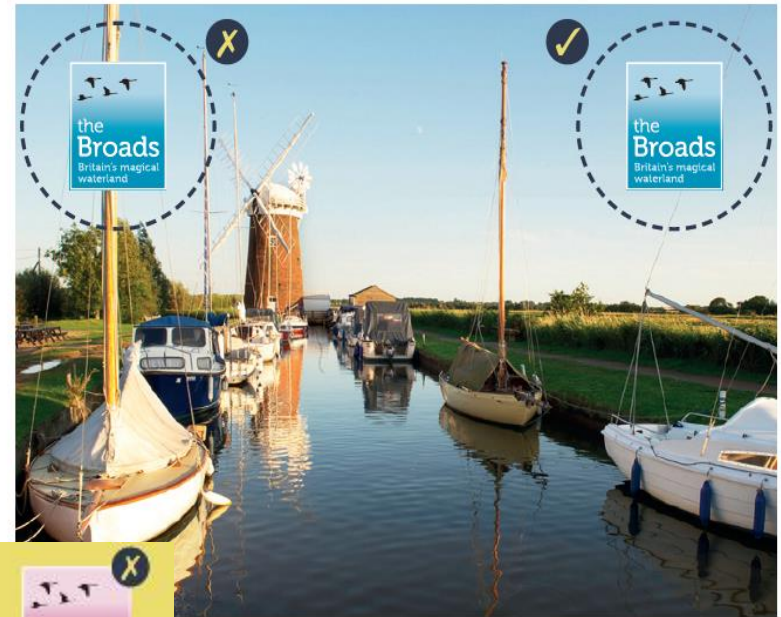 the
Broads
Britain's magical
waterland
the
Broads
Britain's magical
waterland